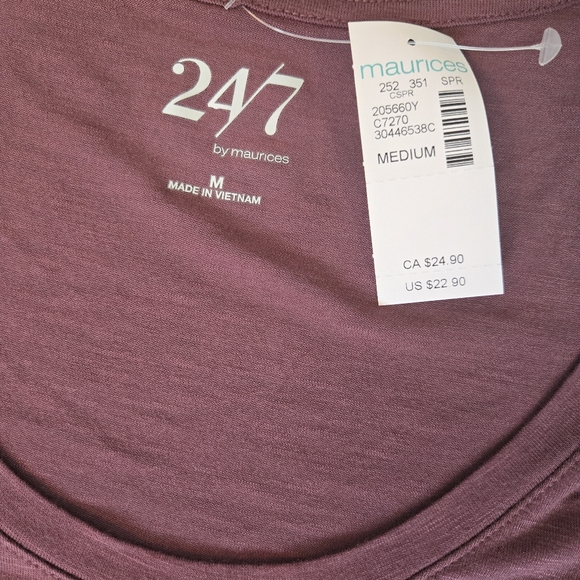 24/7
by maurices
M
MADE IN VIETNAM
maurices
252 351 SPR
CSPR
205660Y
C7270
30446538C
MEDIUM
CA $24.90
US $22.90